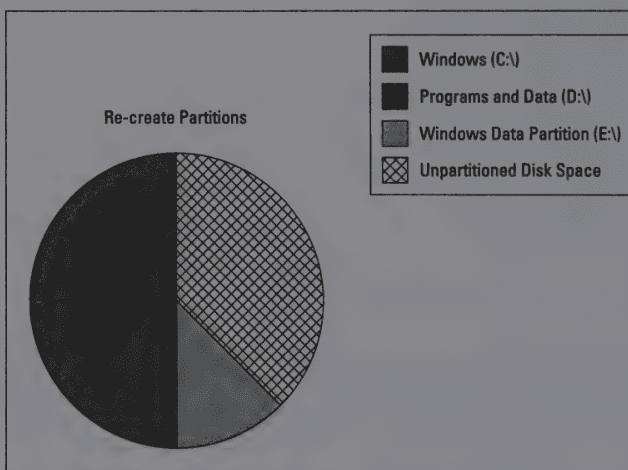 Re-create Partitions
Windows (C:\)
Programs and Data (D:\)
Windows Data Partition (E:\)
Unpartitioned Disk Space